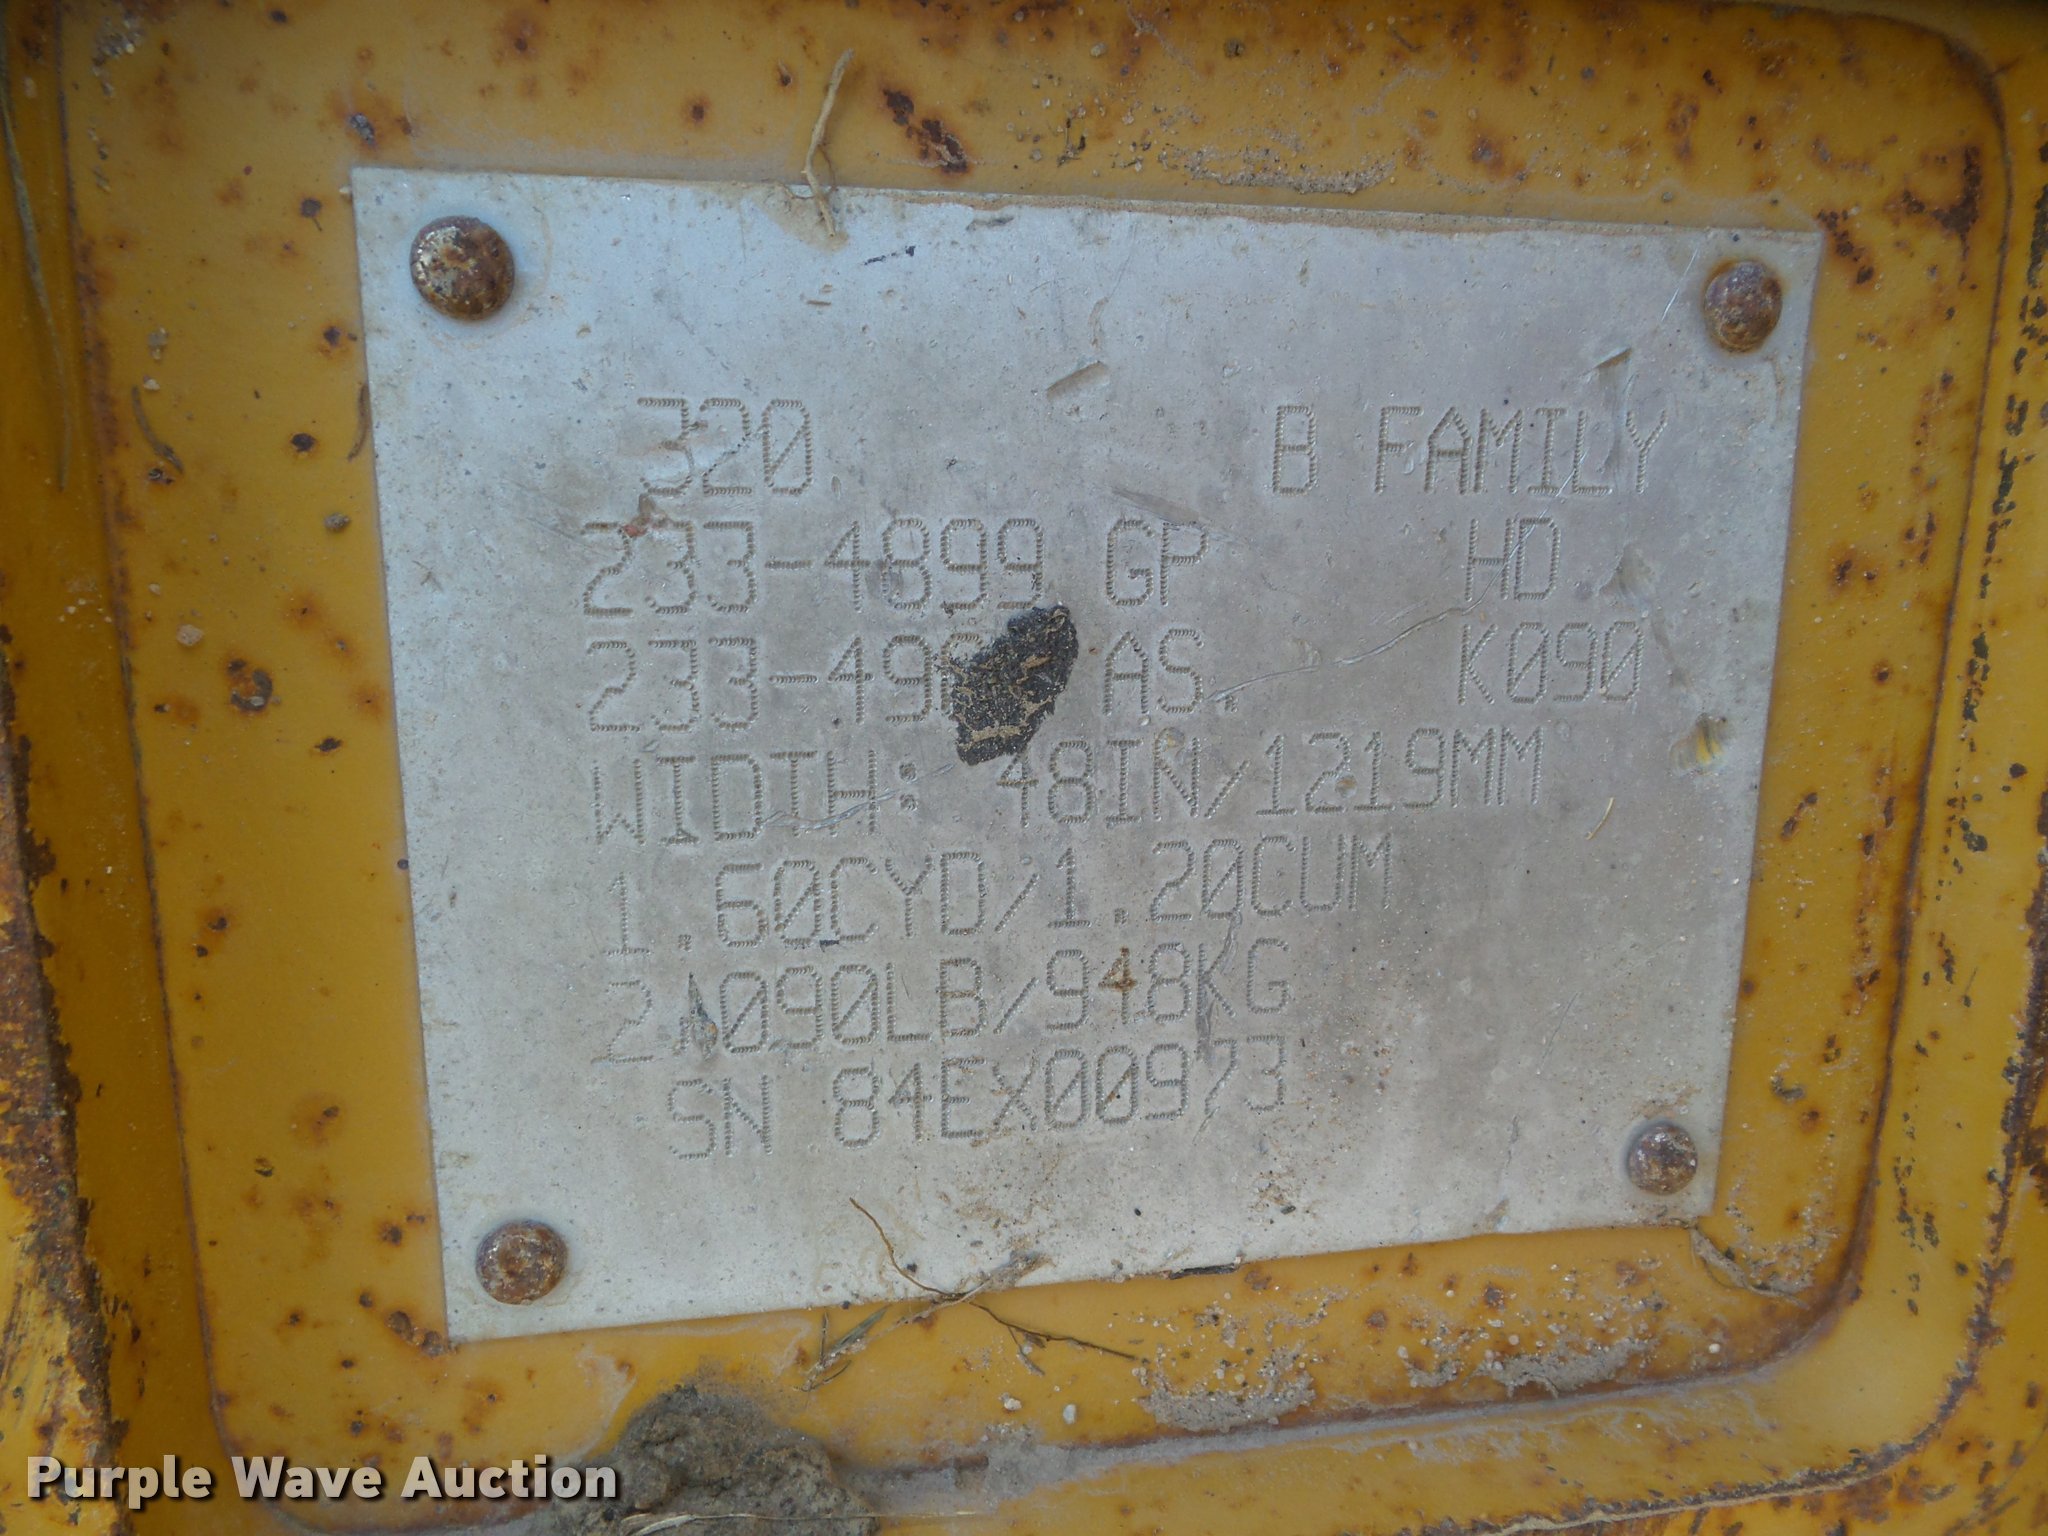 320 B FAMILY
233-4899 GP HD
AS. K090
WIDTH: 48IN/1219MM
1.60CYD/1.20CUM
2,090LB/948KG
SN 84EX00973
Purple Wave Auction